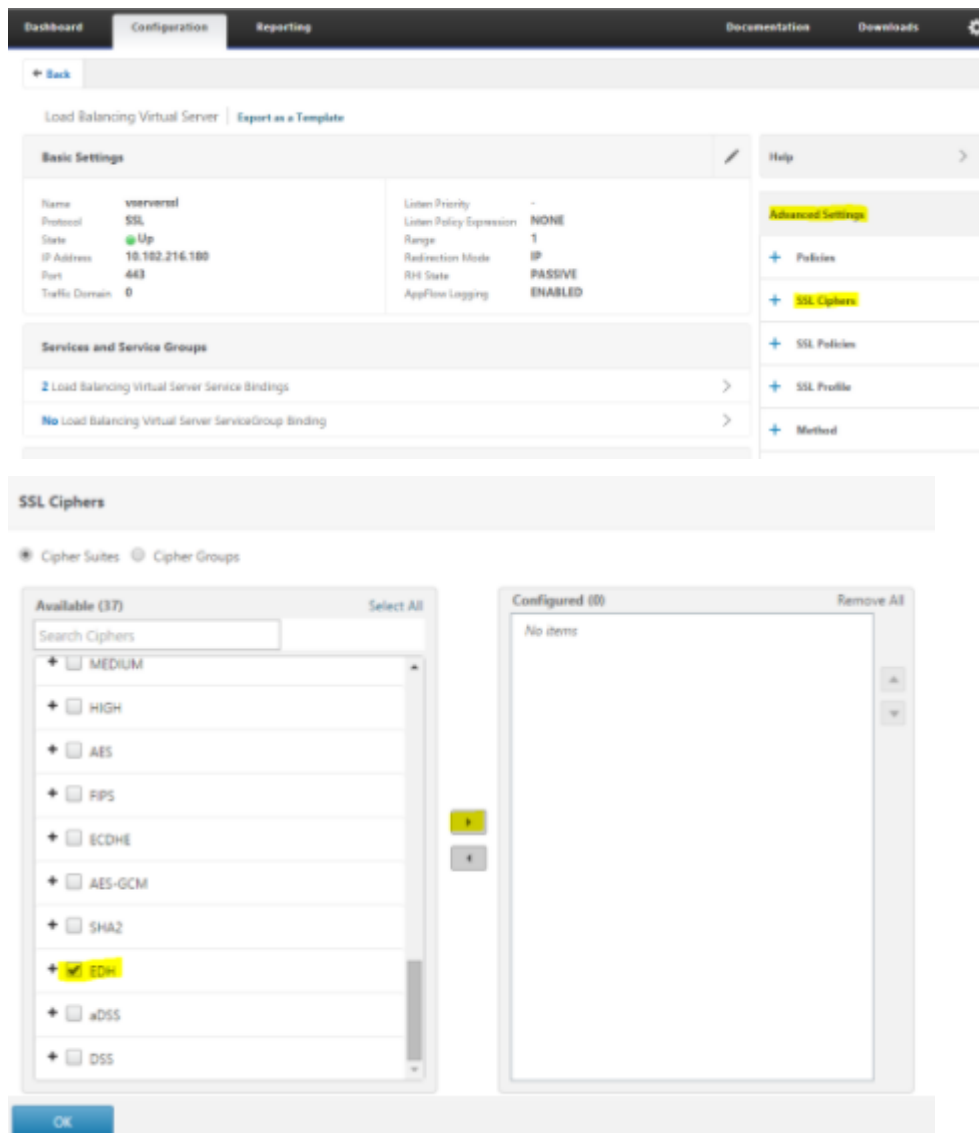 Dashboard Configuration Reporting Documentation Downloads
Back
Load Balancing Virtual Server | Export as a Template
Basic Settings
Name vserverssl
Protocol SSL
State Up
IP Address 10.102.216.180
Port 443
Traffic Domain 0
Listen Priority -
Listen Policy Expression NONE
Range 1
Redirection Mode IP
RHI State PASSIVE
AppFlow Logging ENABLED
Services and Service Groups
2 Load Balancing Virtual Server Service Bindings
No Load Balancing Virtual Server ServiceGroup Binding
Help
Advanced Settings
+ Policies
+ SSL Ciphers
+ SSL Policies
+ SSL Profile
+ Method
SSL Ciphers
Cipher Suites Cipher Groups
Available (37) Select All
Search Ciphers
+ MEDIUM
+ HIGH
+ AES
+ FIPS
+ ECDHE
+ AES-GCM
+ SHA2
+ EDH
+ aDSS
+ DSS
Configured (0) Remove All
No items
OK